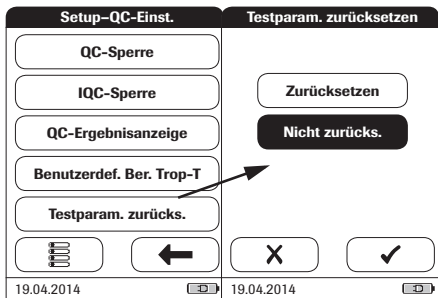 Setup-QC-Einst.
QC-Sperre
IQC-Sperre
QC-Ergebnisanzeige
Benutzerdef. Ber. Trop-T
Testparam. zurücks.
19.04.2014
Testparam. zurücksetzen
Zurücksetzen
Nicht zurücks.
19.04.2014